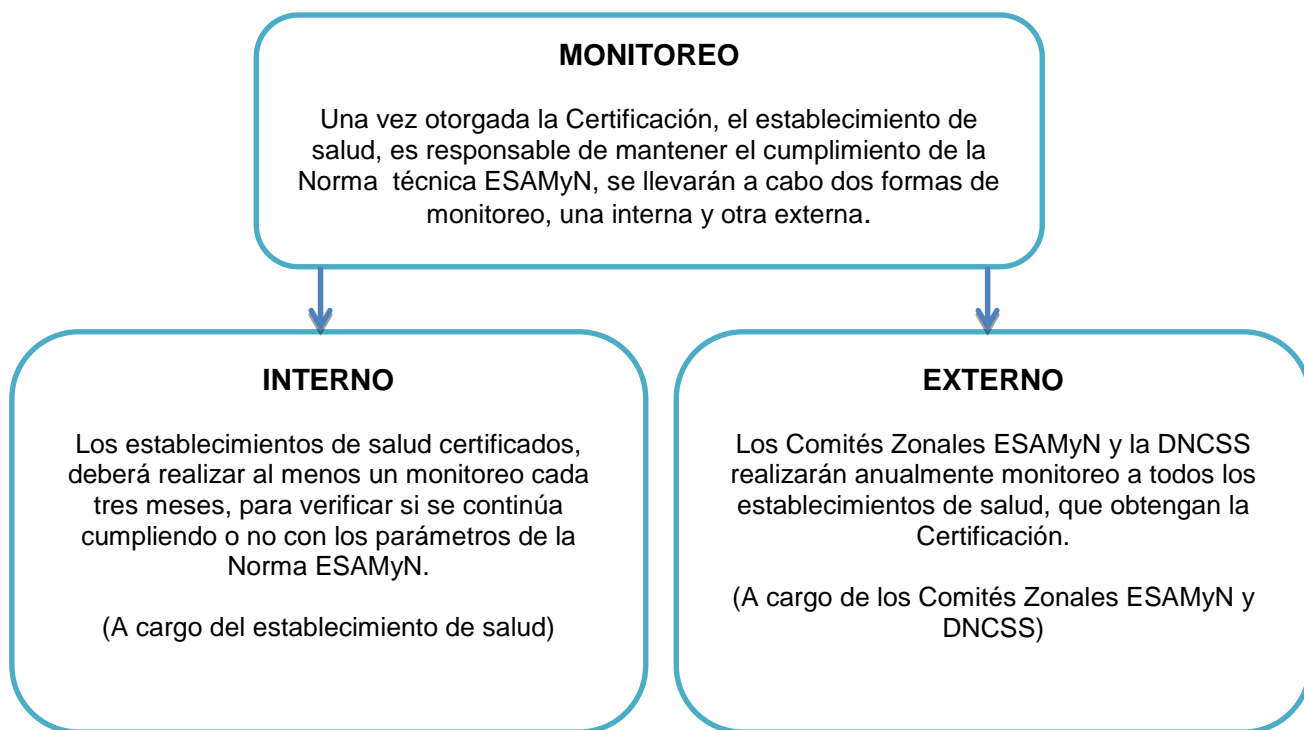 MONITOREO
Una vez otorgada la Certificación, el establecimiento de
salud, es responsable de mantener el cumplimiento de la
Norma técnica ESAMyN, se llevarán a cabo dos formas de
monitoreo, una interna y otra externa.
INTERNO
Los establecimientos de salud certificados,
deberá realizar al menos un monitoreo cada
tres meses, para verificar si se continúa
cumpliendo o no con los parámetros de la
Norma ESAMyN.
(A cargo del establecimiento de salud)
EXTERNO
Los Comités Zonales ESAMyN y la DNCSS
realizarán anualmente monitoreo a todos los
establecimientos de salud, que obtengan la
Certificación.
(A cargo de los Comités Zonales ESAMyN y
DNCSS)